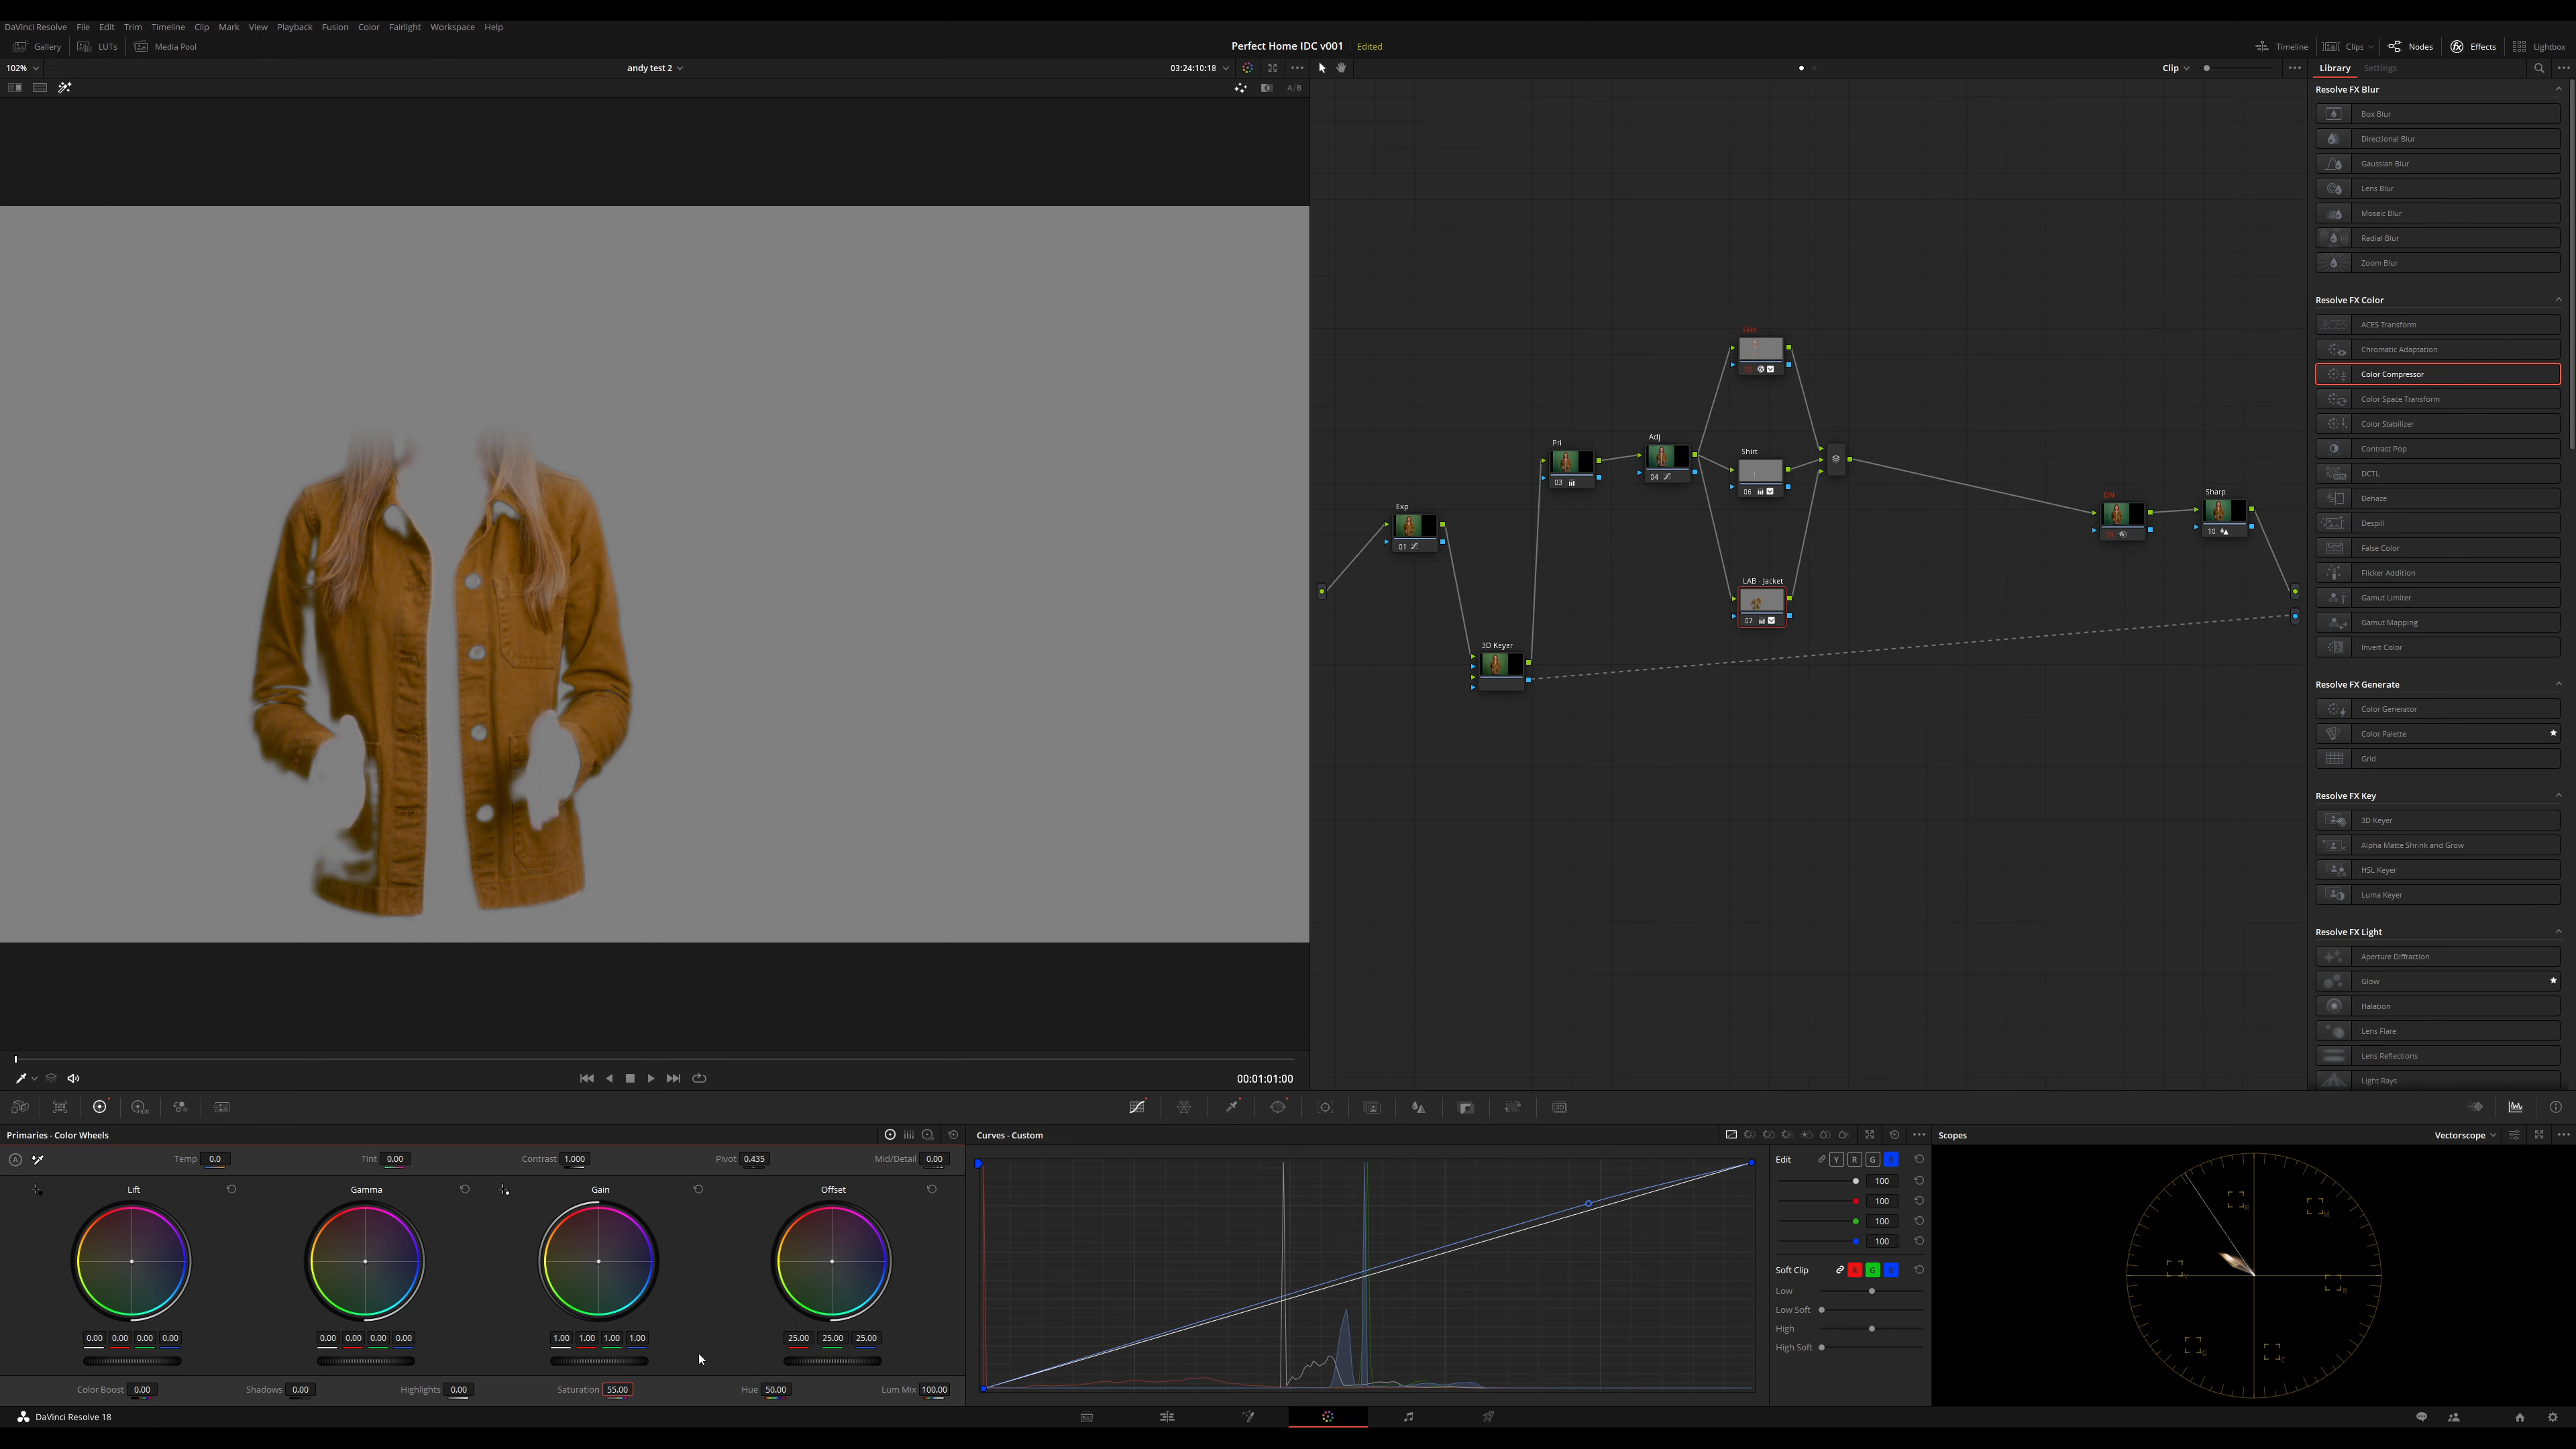 DaVinci Resolve File Edit Trim Timeline Clip Mark View Playback Fusion Color Fairlight Workspace Help
Gallery LUTs Media Pool Perfect Home IDC v001 Edited Timeline Clips Nodes Effects Lightbox
102% andy test 2 03:24:10:18 Clip Library Settings
A/B
Resolve FX Blur
Box Blur
Directional Blur
Gaussian Blur
Lens Blur
Mosaic Blur
Radial Blur
Zoom Blur
Resolve FX Color
ACES Transform
Chromatic Adaptation
Color Compressor
Color Space Transform
Color Stabilizer
Contrast Pop
DCTL
Dehaze
Despill
False Color
Flicker Addition
Gamut Limiter
Gamut Mapping
Invert Color
Resolve FX Generate
Color Generator
Color Palette
Grid
Resolve FX Key
3D Keyer
Alpha Matte Shrink and Grow
HSL Keyer
Luma Keyer
Resolve FX Light
Aperture Diffraction
Glow
Halation
Lens Flare
Lens Reflections
Light Rays
Skin
Pri
03
Adj
04
Shirt
06
Exp
01
DN
Sharp
10
LAB - Jacket
07
3D Keyer
00:01:01:00
Primaries - Color Wheels
Temp 0.0 Tint 0.00 Contrast 1.000 Pivot 0.435 Mid/Detail 0.00
Lift Gamma Gain Offset
0.00 0.00 0.00 0.00 0.00 0.00 0.00 0.00 1.00 1.00 1.00 1.00 25.00 25.00 25.00
Color Boost 0.00 Shadows 0.00 Highlights 0.00 Saturation 55.00 Hue 50.00 Lum Mix 100.00
Curves - Custom
Edit Y R G B
100
100
100
100
Soft Clip R G B
Low
Low Soft
High
High Soft
Scopes Vectorscope
R
M
Y
B
G
C
DaVinci Resolve 18